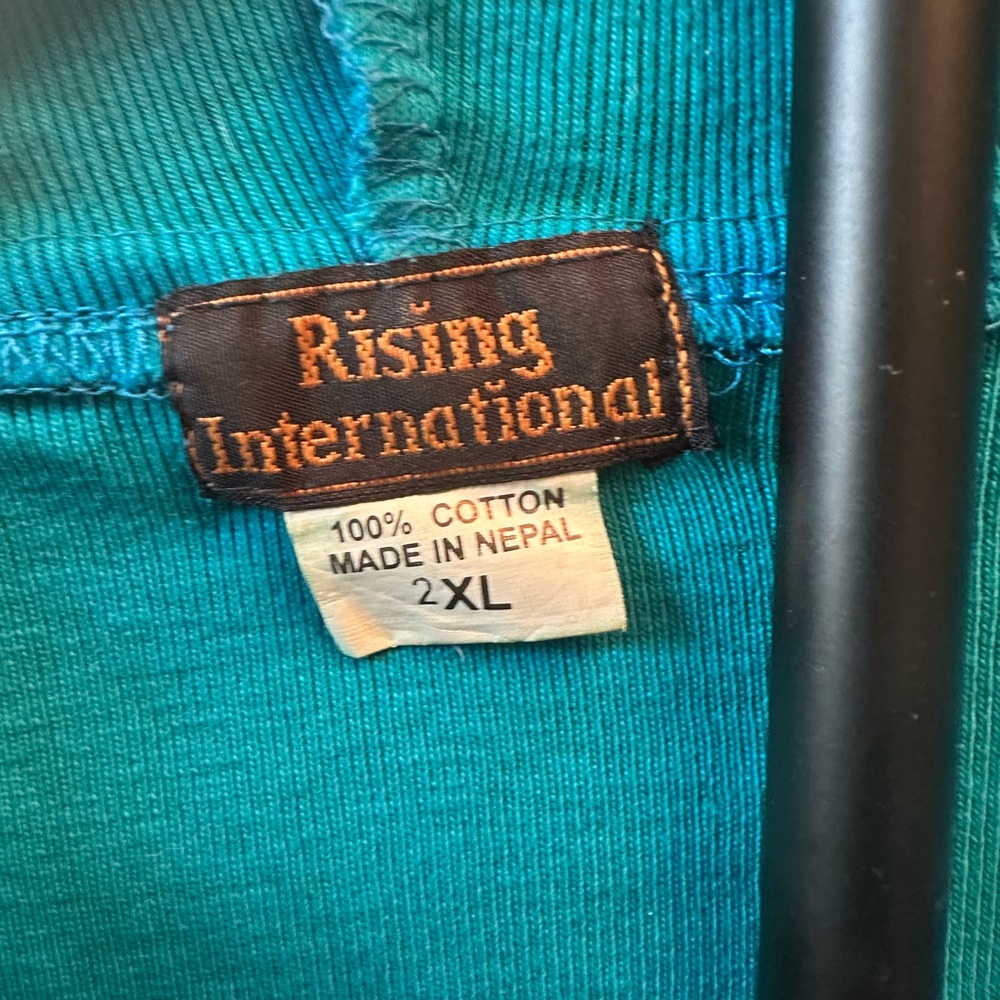 Rising
International
100% COTTON
MADE IN NEPAL
2XL